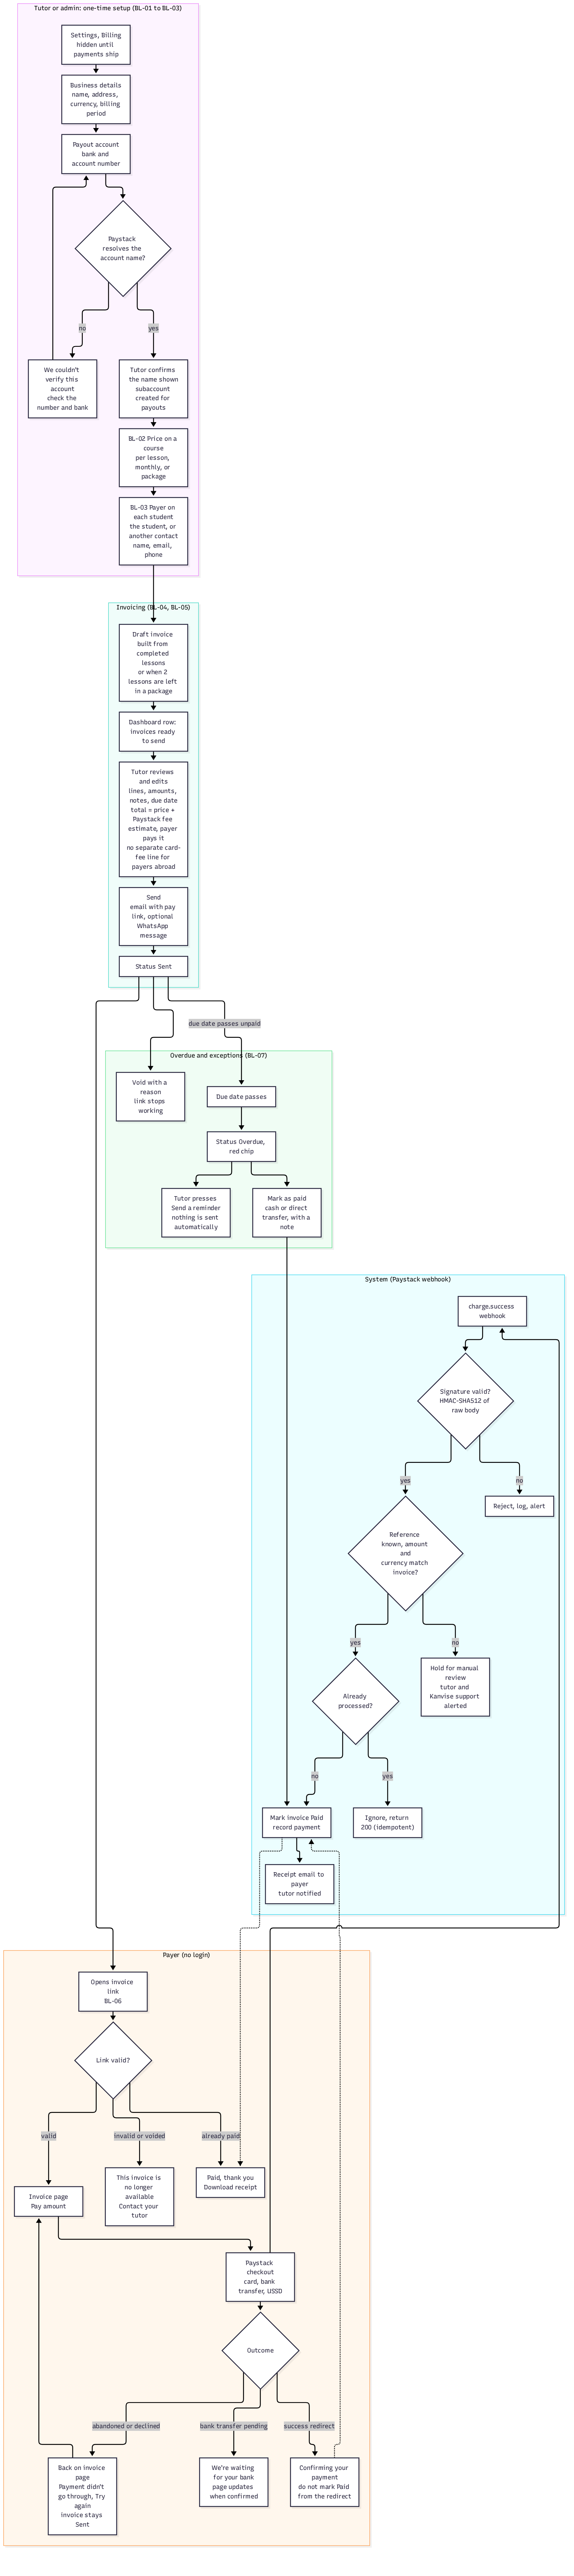 Tutor or admin: one-time setup (BL-01 to BL-03)
Settings, Billing
hidden until
payments ship
Business details
name, address,
currency, billing
period
Payout account
bank and
account number
Paystack
resolves the
account name?
no
yes
We couldn't
verify this
account
check the
number and bank
Tutor confirms
the name shown
subaccount
created for
payouts
BL-02 Price on a
course
per lesson,
monthly, or
package
BL-03 Payer on
each student
the student, or
another contact
name, email,
phone
Invoicing (BL-04, BL-05)
Draft invoice
built from
completed
lessons
or when 2
lessons are left
in a package
Dashboard row:
invoices ready
to send
Tutor reviews
and edits
lines, amounts,
notes, due date
total = price +
Paystack fee
estimate, payer
pays it
no separate card-
fee line for
payers abroad
Send
email with pay
link, optional
WhatsApp
message
Status Sent
due date passes unpaid
Overdue and exceptions (BL-07)
Void with a
reason
link stops
working
Due date passes
Status Overdue,
red chip
Tutor presses
Send a reminder
nothing is sent
automatically
Mark as paid
cash or direct
transfer, with a
note
System (Paystack webhook)
charge.success
webhook
Signature valid?
HMAC-SHA512 of
raw body
yes
no
Reject, log, alert
Reference
known, amount
and
currency match
invoice?
yes
no
Hold for manual
review
tutor and
Kanvise support
alerted
Already
processed?
no
yes
Mark invoice Paid
record payment
Ignore, return
200 (idempotent)
Receipt email to
payer
tutor notified
Payer (no login)
Opens invoice
link
BL-06
Link valid?
valid
invalid or voided
already paid
Invoice page
Pay amount
This invoice is
no longer
available
Contact your
tutor
Paid, thank you
Download receipt
Paystack
checkout
card, bank
transfer, USSD
Outcome
abandoned or declined
bank transfer pending
success redirect
Back on invoice
page
Payment didn't
go through, Try
again
invoice stays
Sent
We're waiting
for your bank
page updates
when confirmed
Confirming your
payment
do not mark Paid
from the redirect